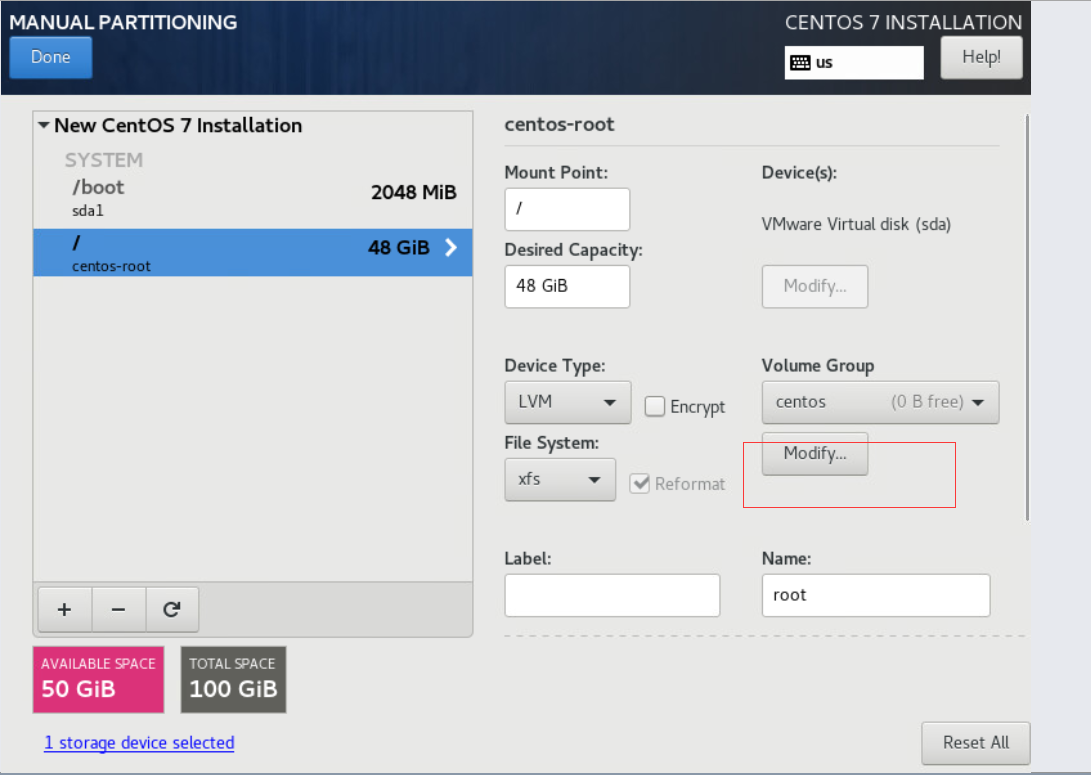 MANUAL PARTITIONING
CENTOS 7 INSTALLATION
Done
us
Help!
New CentOS 7 Installation
SYSTEM
/boot
2048 MiB
sda1
/
48 GiB
centos-root
centos-root
Mount Point:
Device(s):
/
VMware Virtual disk (sda)
Desired Capacity:
48 GiB
Modify...
Device Type:
Volume Group
LVM
Encrypt
centos (0 B free)
File System:
Modify...
xfs
Reformat
Label:
Name:
root
+
−
AVAILABLE SPACE
50 GiB
TOTAL SPACE
100 GiB
1 storage device selected
Reset All